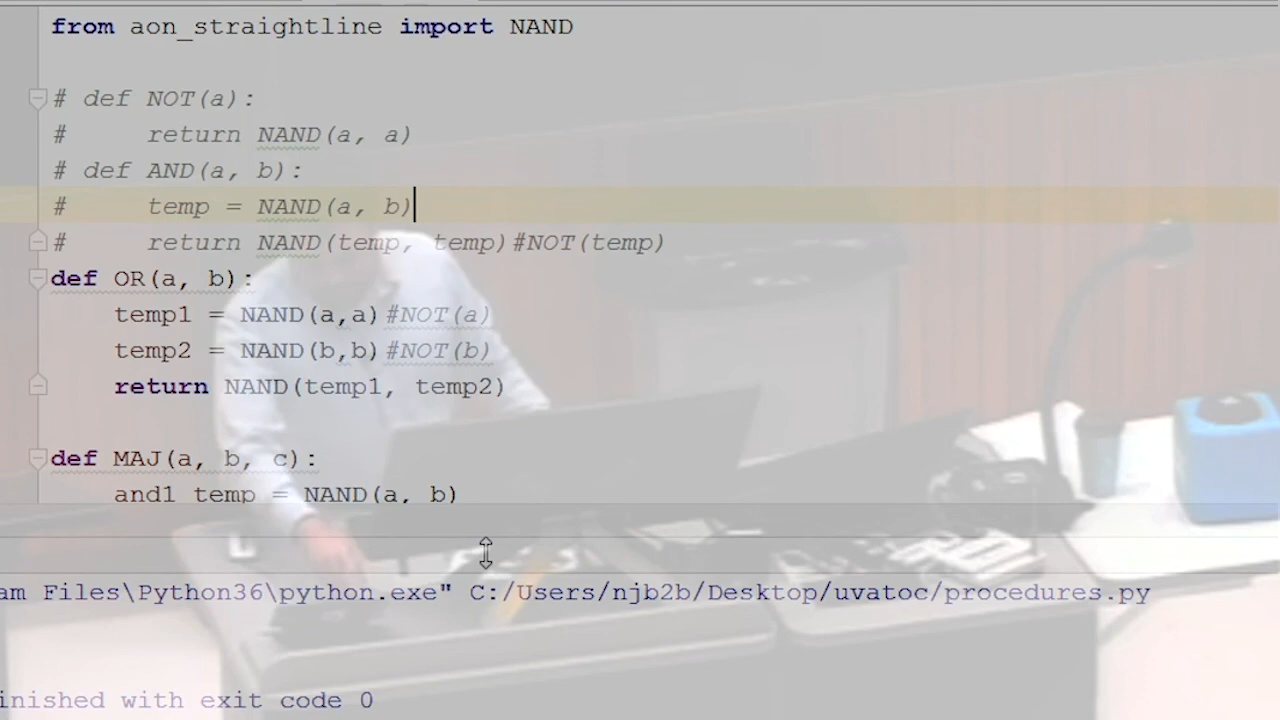 from aon_straightline import NAND
# def NOT(a):
#     return NAND(a, a)
# def AND(a, b):
#     temp = NAND(a, b)
#     return NAND(temp, temp)#NOT(temp)
def OR(a, b):
    temp1 = NAND(a,a)#NOT(a)
    temp2 = NAND(b,b)#NOT(b)
    return NAND(temp1, temp2)
def MAJ(a, b, c):
    and1 temp = NAND(a, b)
am Files\Python36\python.exe" C:/Users/njb2b/Desktop/uvatoc/procedures.py
inished with exit code 0